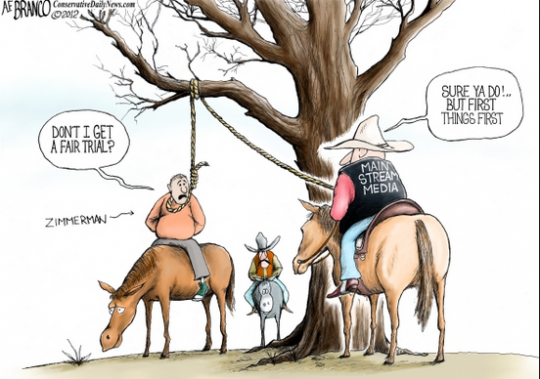 AF BRANCO ConservativeDailyNews.com
©2012
DON'T I GET
A FAIR TRIAL?
ZIMMERMAN
SURE YA DO!..
BUT FIRST
THINGS FIRST
MAIN
STREAM
MEDIA